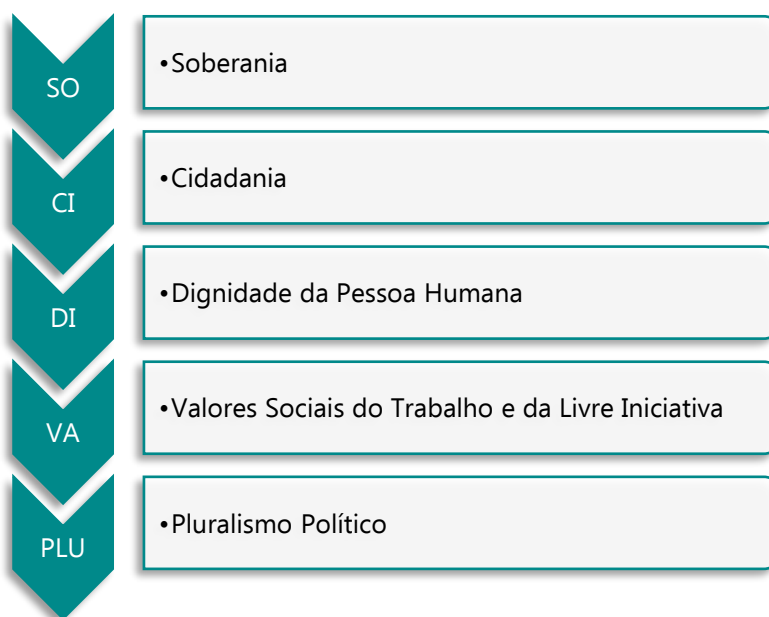 SO
•Soberania
CI
•Cidadania
DI
•Dignidade da Pessoa Humana
VA
•Valores Sociais do Trabalho e da Livre Iniciativa
PLU
•Pluralismo Político